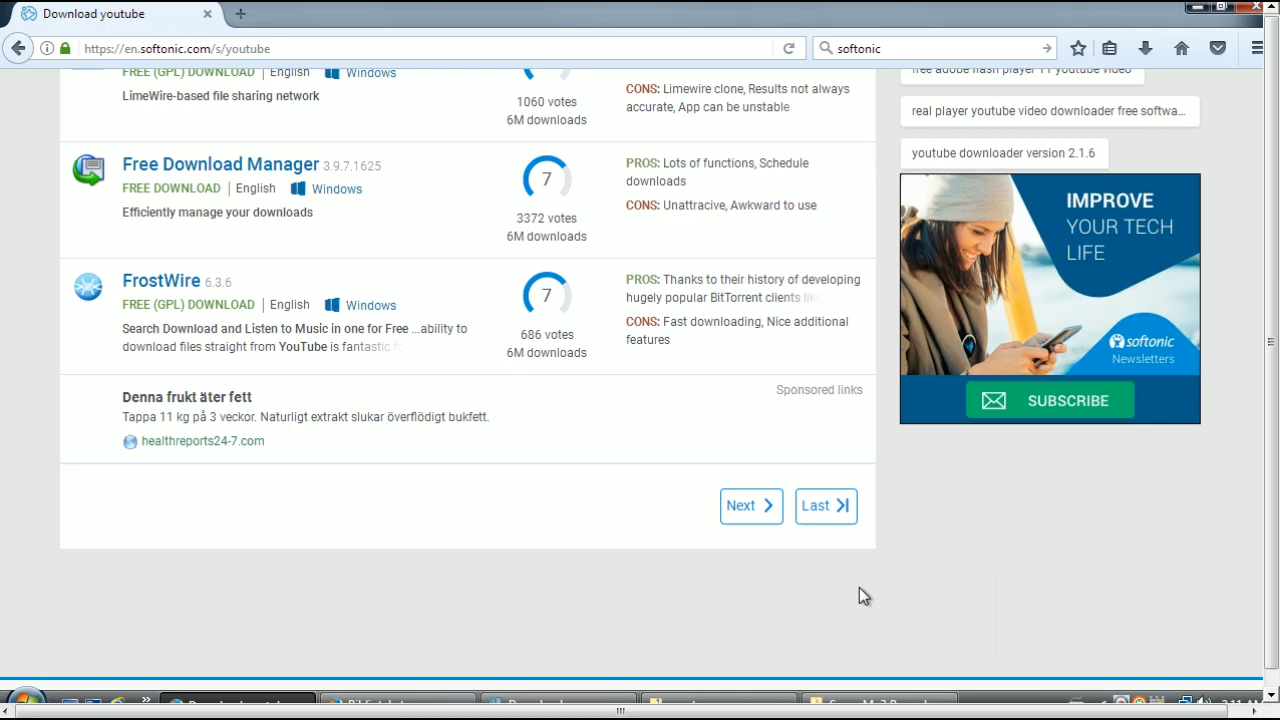 Download youtube
https://en.softonic.com/s/youtube
softonic
FREE (GPL) DOWNLOAD | English Windows
LimeWire-based file sharing network
1060 votes
6M downloads
CONS: Limewire clone, Results not always
accurate, App can be unstable
Free Download Manager 3.9.7.1625
FREE DOWNLOAD | English Windows
Efficiently manage your downloads
7
3372 votes
6M downloads
PROS: Lots of functions, Schedule
downloads
CONS: Unattracive, Awkward to use
FrostWire 6.3.6
FREE (GPL) DOWNLOAD | English Windows
Search Download and Listen to Music in one for Free ...ability to
download files straight from YouTube is fantastic fo
7
686 votes
6M downloads
PROS: Thanks to their history of developing
hugely popular BitTorrent clients lik
CONS: Fast downloading, Nice additional
features
Denna frukt äter fett
Sponsored links
Tappa 11 kg på 3 veckor. Naturligt extrakt slukar överflödigt bukfett.
healthreports24-7.com
Next
Last
free adobe flash player 11 youtube video
real player youtube video downloader free softwa...
youtube downloader version 2.1.6
IMPROVE
YOUR TECH
LIFE
softonic
Newsletters
SUBSCRIBE